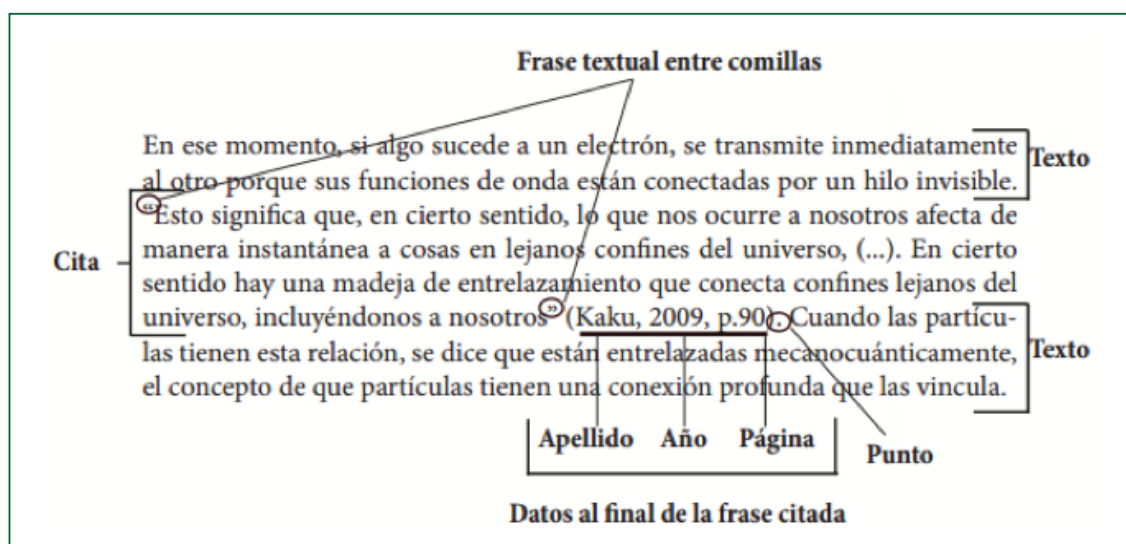 Frase textual entre comillas
En ese momento, si algo sucede a un electrón, se transmite inmediatamente
al otro porque sus funciones de onda están conectadas por un hilo invisible.
Texto
“Esto significa que, en cierto sentido, lo que nos ocurre a nosotros afecta de
manera instantánea a cosas en lejanos confines del universo, (...). En cierto
Cita
sentido hay una madeja de entrelazamiento que conecta confines lejanos del
universo, incluyéndonos a nosotros” (Kaku, 2009, p.90). Cuando las partícu-
las tienen esta relación, se dice que están entrelazadas mecanocuánticamente,
Texto
el concepto de que partículas tienen una conexión profunda que las vincula.
Apellido Año Página
Punto
Datos al final de la frase citada